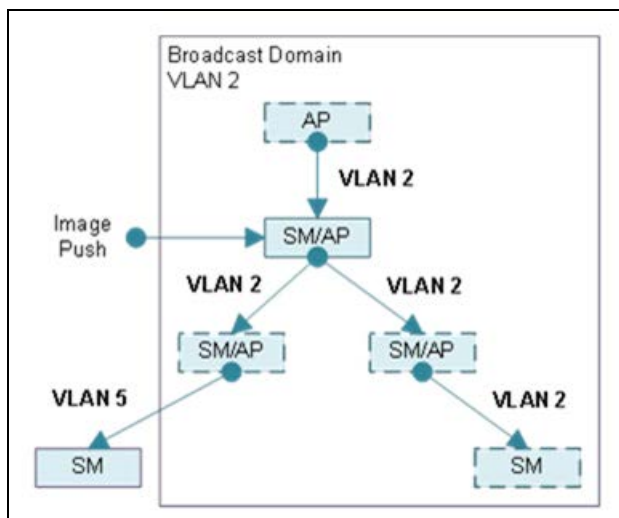 Broadcast Domain
VLAN 2
AP
VLAN 2
Image
Push
SM/AP
VLAN 2
VLAN 2
SM/AP
SM/AP
VLAN 5
VLAN 2
SM
SM